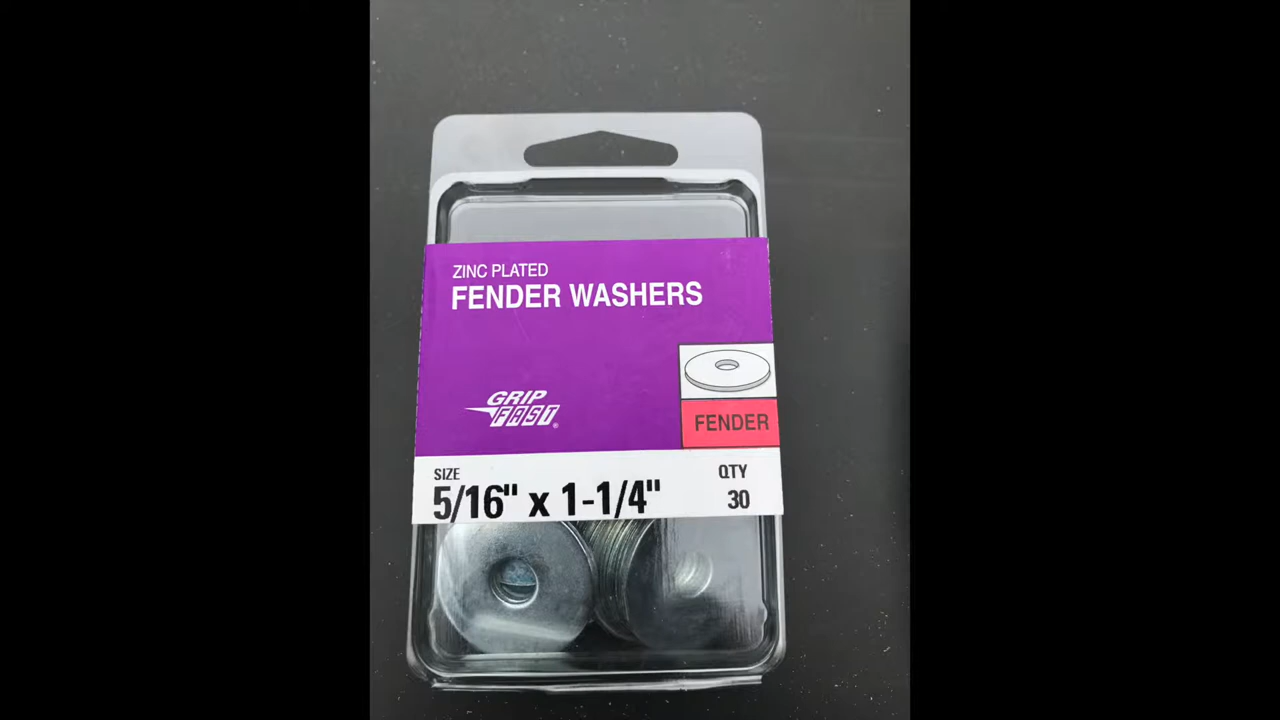 ZINC PLATED
FENDER WASHERS
GRIP
FAST®
FENDER
SIZE
5/16" x 1-1/4"
QTY
30